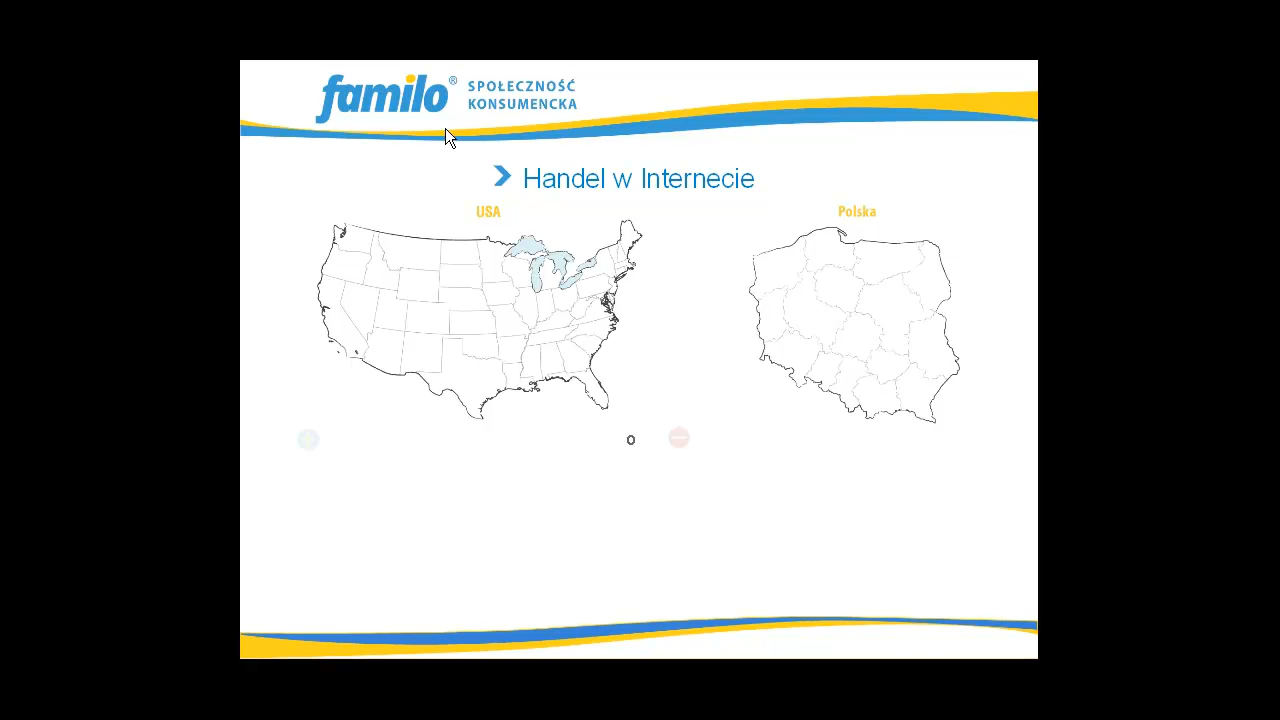 familo®
SPOŁECZNOŚĆ
KONSUMENCKA
Handel w Internecie
USA
Polska
0